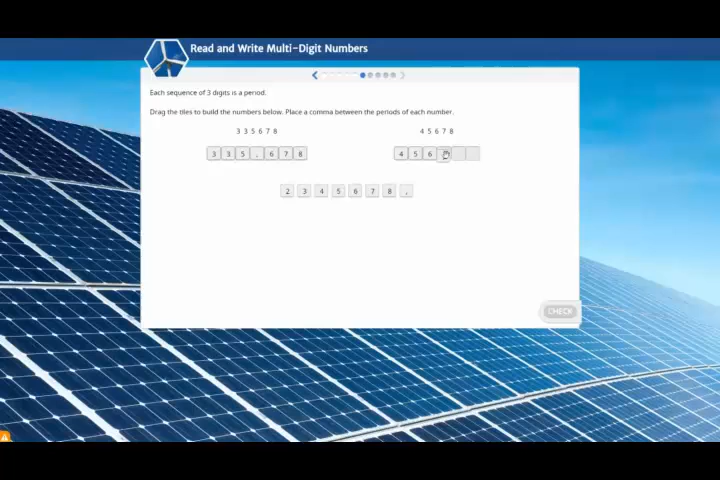 Read and Write Multi-Digit Numbers
Each sequence of 3 digits is a period.
Drag the tiles to build the numbers below. Place a comma between the periods of each number.
3 3 5 6 7 8 4 5 6 7 8
3 3 5 , 6 7 8 4 5 6
2 3 4 5 6 7 8 ,
CHECK